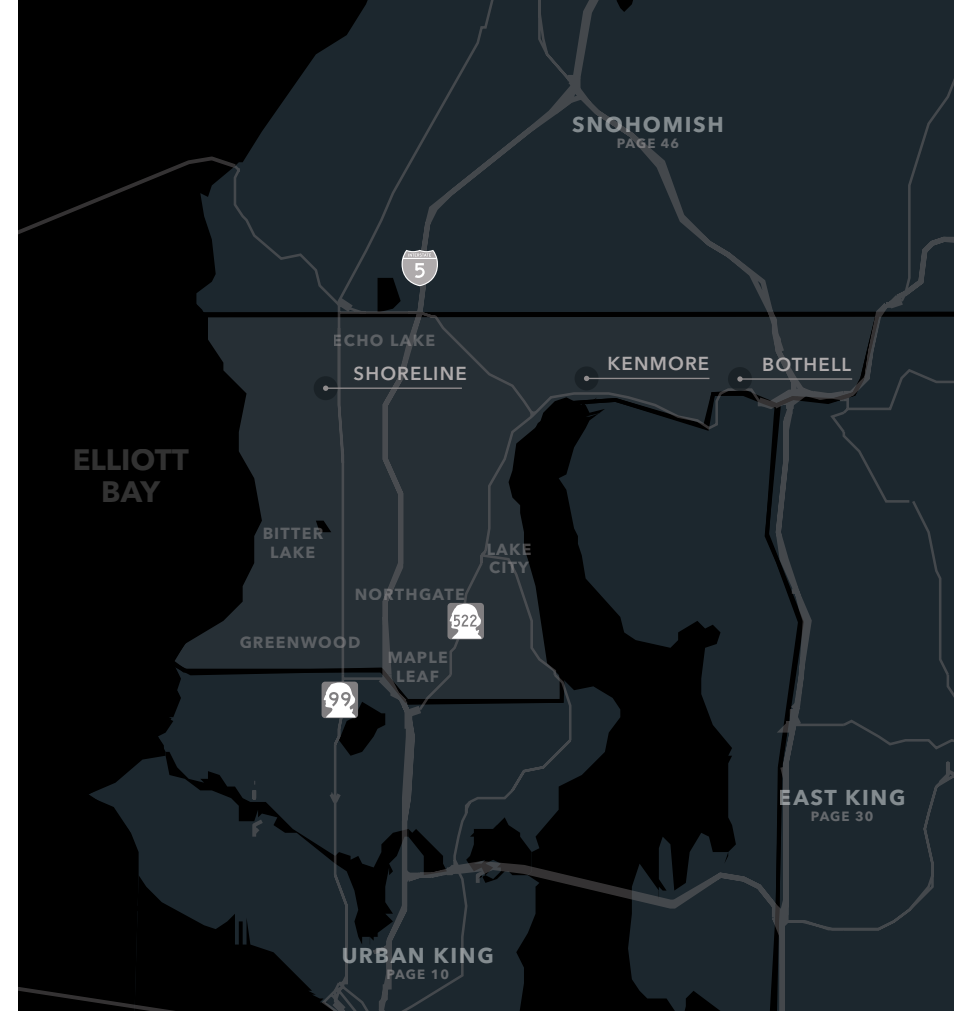 SNOHOMISH
PAGE 46
INTERSTATE
5
ECHO LAKE
SHORELINE
KENMORE
BOTHELL
ELLIOTT
BAY
BITTER
LAKE
LAKE
CITY
NORTHGATE
522
GREENWOOD
MAPLE
LEAF
99
EAST KING
PAGE 30
URBAN KING
PAGE 10